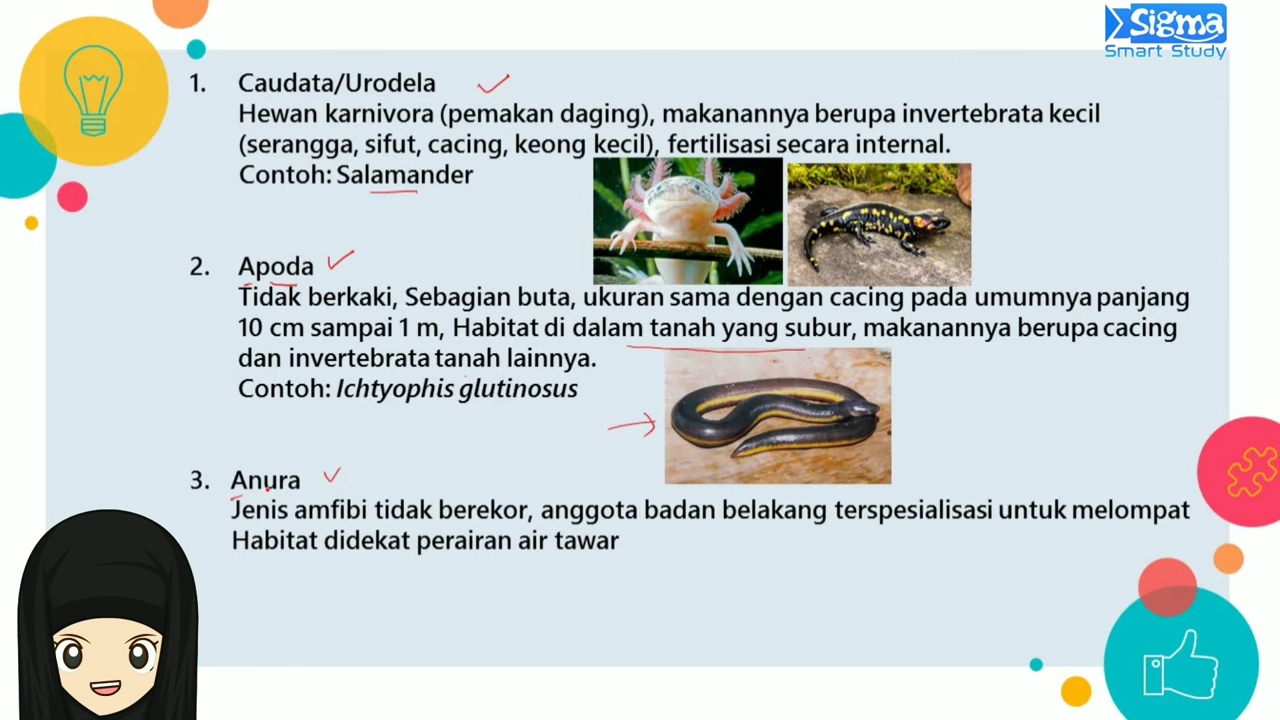 Sigma
Smart Study
1. Caudata/Urodela
Hewan karnivora (pemakan daging), makanannya berupa invertebrata kecil
(serangga, sifut, cacing, keong kecil), fertilisasi secara internal.
Contoh: Salamander
2. Apoda
Tidak berkaki, Sebagian buta, ukuran sama dengan cacing pada umumnya panjang
10 cm sampai 1 m, Habitat di dalam tanah yang subur, makanannya berupa cacing
dan invertebrata tanah lainnya.
Contoh: Ichtyophis glutinosus
3. Anura
Jenis amfibi tidak berekor, anggota badan belakang terspesialisasi untuk melompat
Habitat didekat perairan air tawar